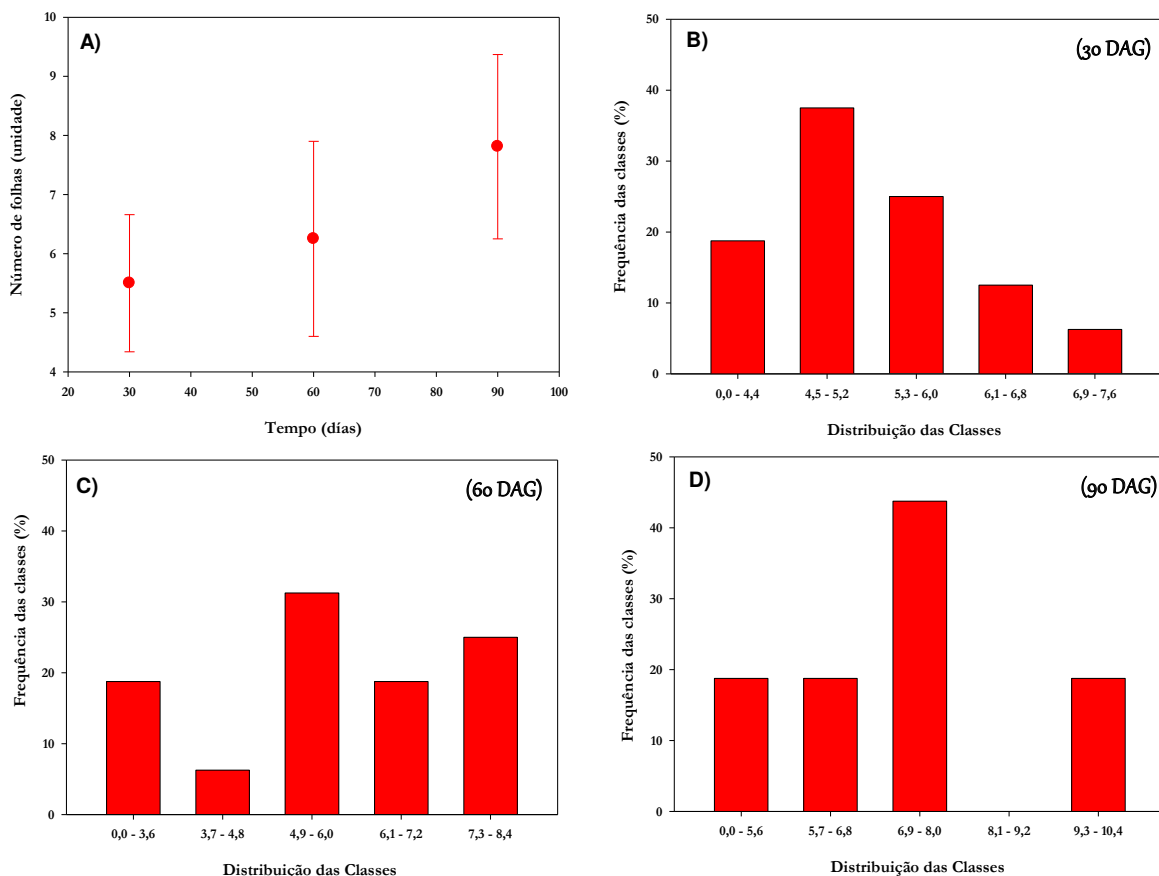 A)
Número de folhas (unidade)
10
9
8
7
6
5
4
20 30 40 50 60 70 80 90 100
Tempo (días)
B)
(30 DAG)
Frequência das classes (%)
50
40
30
20
10
0
0,0 - 4,4 4,5 - 5,2 5,3 - 6,0 6,1 - 6,8 6,9 - 7,6
Distribuição das Classes
C)
(60 DAG)
Frequência das classes (%)
50
40
30
20
10
0
0,0 - 3,6 3,7 - 4,8 4,9 - 6,0 6,1 - 7,2 7,3 - 8,4
Distribuição das Classes
D)
(90 DAG)
Frequência das classes (%)
50
40
30
20
10
0
0,0 - 5,6 5,7 - 6,8 6,9 - 8,0 8,1 - 9,2 9,3 - 10,4
Distribuição das Classes